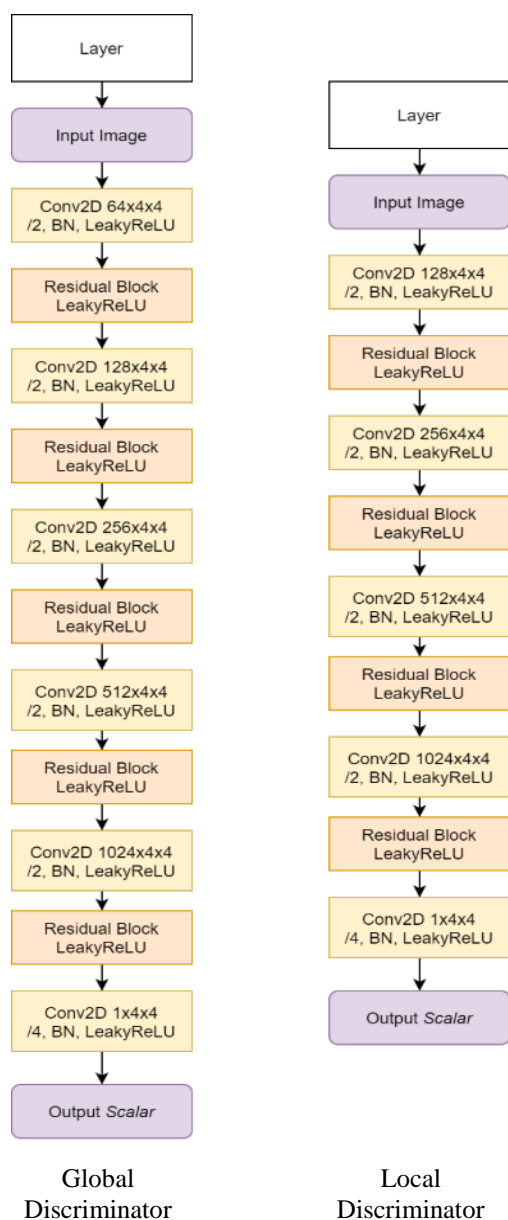 Layer
Input Image
Conv2D 64x4x4
/2, BN, LeakyReLU
Residual Block
LeakyReLU
Conv2D 128x4x4
/2, BN, LeakyReLU
Residual Block
LeakyReLU
Conv2D 256x4x4
/2, BN, LeakyReLU
Residual Block
LeakyReLU
Conv2D 512x4x4
/2, BN, LeakyReLU
Residual Block
LeakyReLU
Conv2D 1024x4x4
/2, BN, LeakyReLU
Residual Block
LeakyReLU
Conv2D 1x4x4
/4, BN, LeakyReLU
Output Scalar
Global
Discriminator
Layer
Input Image
Conv2D 128x4x4
/2, BN, LeakyReLU
Residual Block
LeakyReLU
Conv2D 256x4x4
/2, BN, LeakyReLU
Residual Block
LeakyReLU
Conv2D 512x4x4
/2, BN, LeakyReLU
Residual Block
LeakyReLU
Conv2D 1024x4x4
/2, BN, LeakyReLU
Residual Block
LeakyReLU
Conv2D 1x4x4
/4, BN, LeakyReLU
Output Scalar
Local
Discriminator